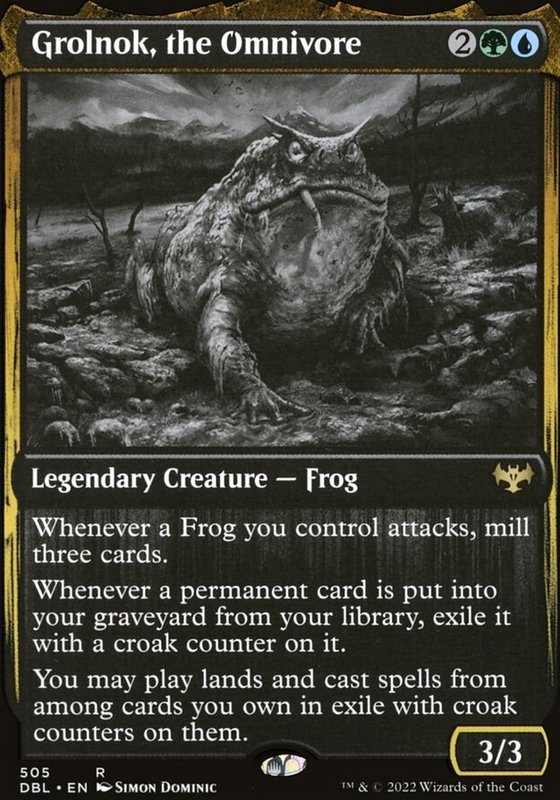 Grolnok, the Omnivore 2
Legendary Creature — Frog
Whenever a Frog you control attacks, mill
three cards.
Whenever a permanent card is put into
your graveyard from your library, exile it
with a croak counter on it.
You may play lands and cast spells from
among cards you own in exile with croak
counters on them.
3/3
505 R
DBL • EN Simon Dominic
™ & © 2022 Wizards of the Coast